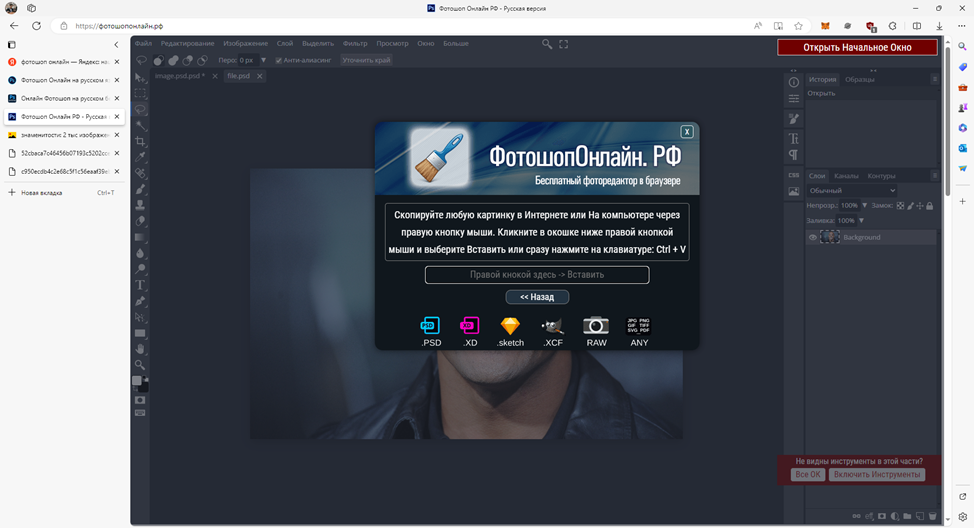 Фотошоп Онлайн РФ - Русская версия
https://фотошопонлайн.рф
фотошоп онлайн — Яндекс: на
Фотошоп Онлайн на русском я
Онлайн Фотошоп на русском б
Фотошоп Онлайн РФ - Русская
знаменитости: 2 тыс изображе
52cbaca7c46456b07193c5202cc
c950ecdb4c2e68c5f1c56eaaf39e
Новая вкладка Ctrl+T
Файл Редактирование Изображение Слой Выделить Фильтр Просмотр Окно Больше
Открыть Начальное Окно
Перо: 0 px Анти-алиасинг Уточнить край
image.psd.psd * file.psd
История Образцы
Открыть
X
ФотошопОнлайн. РФ
Бесплатный фоторедактор в браузере
Скопируйте любую картинку в Интернете или На компьютере через
правую кнопку мыши. Кликните в окошке ниже правой кнопкой
мыши и выберите Вставить или сразу нажмите на клавиатуре: Ctrl + V
Правой кнокой здесь -> Вставить
<< Назад
PSD XD JPG PNG GIF TIFF SVG PDF
.PSD .XD .sketch .XCF RAW ANY
CSS
Слои Каналы Контуры
Обычный
Непрозр.: 100% Замок:
Заливка: 100%
Background
Не видны инструменты в этой части?
Все ОК Включить Инструменты